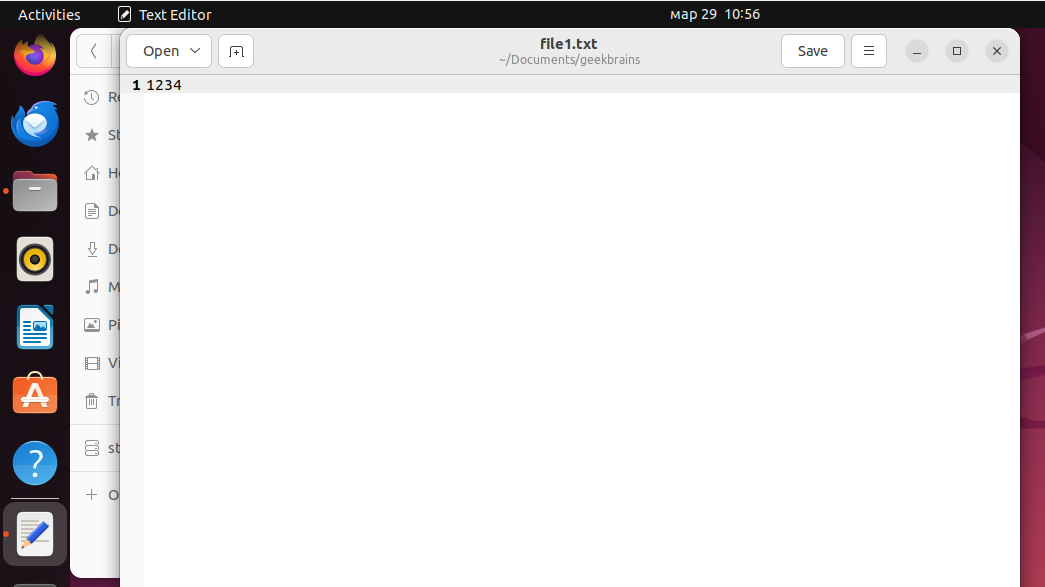 Activities Text Editor мар 29 10:56
Open file1.txt Save
~/Documents/geekbrains
1 1234
Re
St
Ho
Do
Do
M
Pi
Vi
Tr
st
O